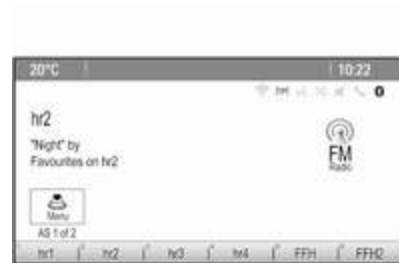 20°C 10:22
0
hr2
"Night" by
Favourites on hr2
FM
Radio
Menu
AS 1 of 2
hr1 hr2 hr3 hr4 FFH FFH2